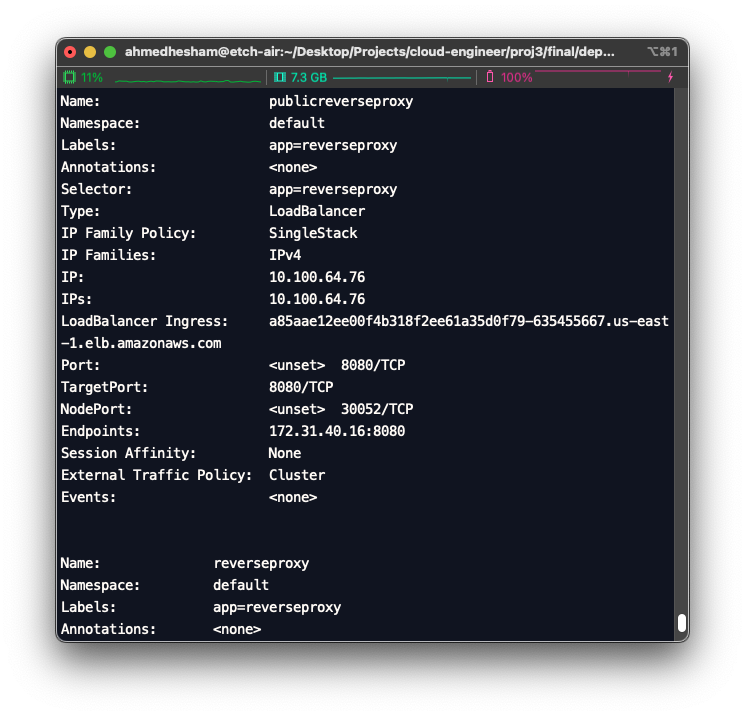 ahmedhesham@etch-air:~/Desktop/Projects/cloud-engineer/proj3/final/dep... ⌥⌘1
11% 7.3 GB 100%
Name: publicreverseproxy
Namespace: default
Labels: app=reverseproxy
Annotations: <none>
Selector: app=reverseproxy
Type: LoadBalancer
IP Family Policy: SingleStack
IP Families: IPv4
IP: 10.100.64.76
IPs: 10.100.64.76
LoadBalancer Ingress: a85aae12ee00f4b318f2ee61a35d0f79-635455667.us-east
-1.elb.amazonaws.com
Port: <unset> 8080/TCP
TargetPort: 8080/TCP
NodePort: <unset> 30052/TCP
Endpoints: 172.31.40.16:8080
Session Affinity: None
External Traffic Policy: Cluster
Events: <none>
Name: reverseproxy
Namespace: default
Labels: app=reverseproxy
Annotations: <none>